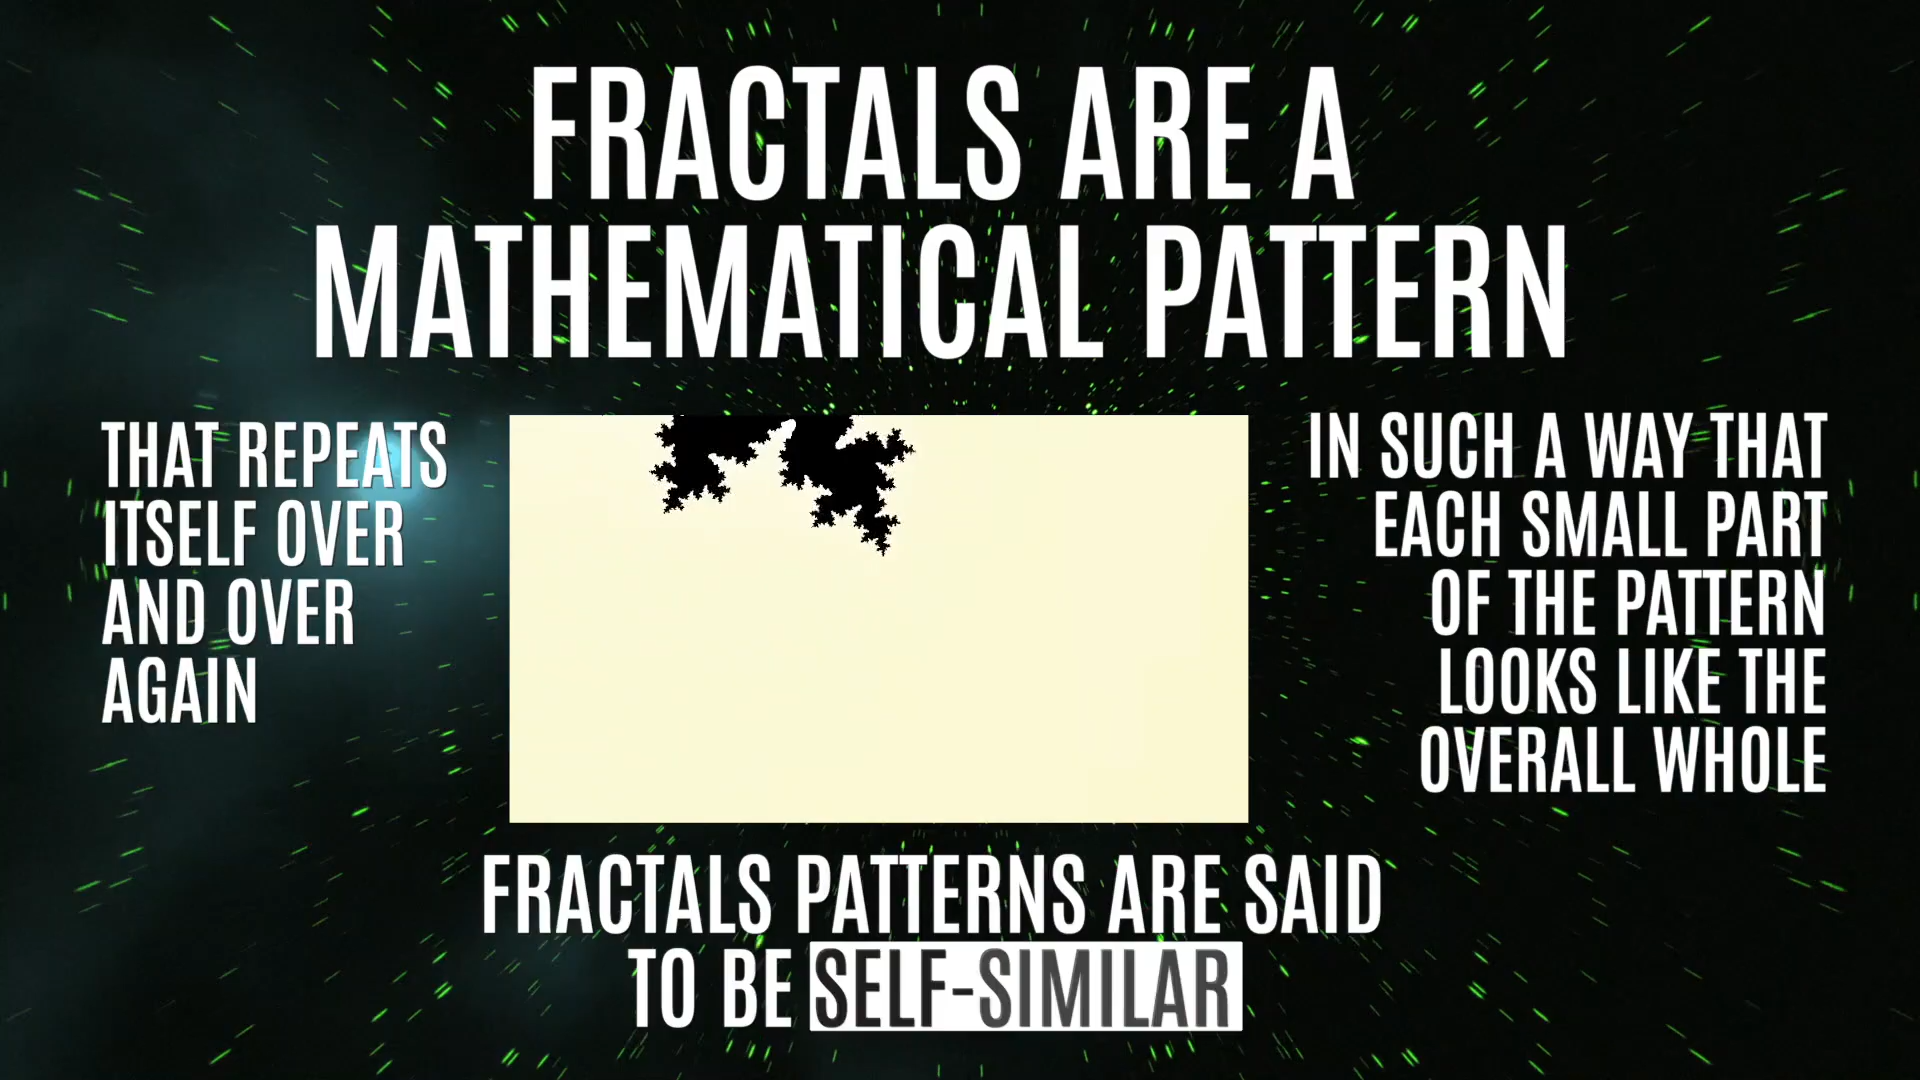 FRACTALS ARE A
MATHEMATICAL PATTERN
THAT REPEATS
ITSELF OVER
AND OVER
AGAIN
IN SUCH A WAY THAT
EACH SMALL PART
OF THE PATTERN
LOOKS LIKE THE
OVERALL WHOLE
FRACTALS PATTERNS ARE SAID
TO BE SELF-SIMILAR